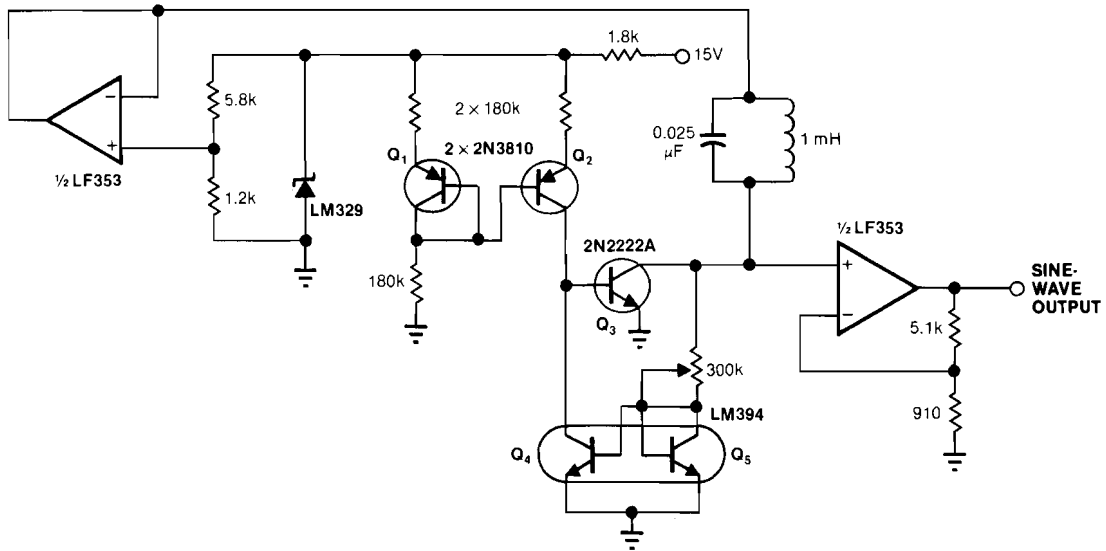 1.8k
15V
5.8k
2 × 180k
0.025
µF
1 mH
Q1
2 × 2N3810
Q2
½ LF353
1.2k
LM329
½ LF353
2N2222A
180k
SINE-
WAVE
OUTPUT
Q3
5.1k
300k
LM394
910
Q4
Q5